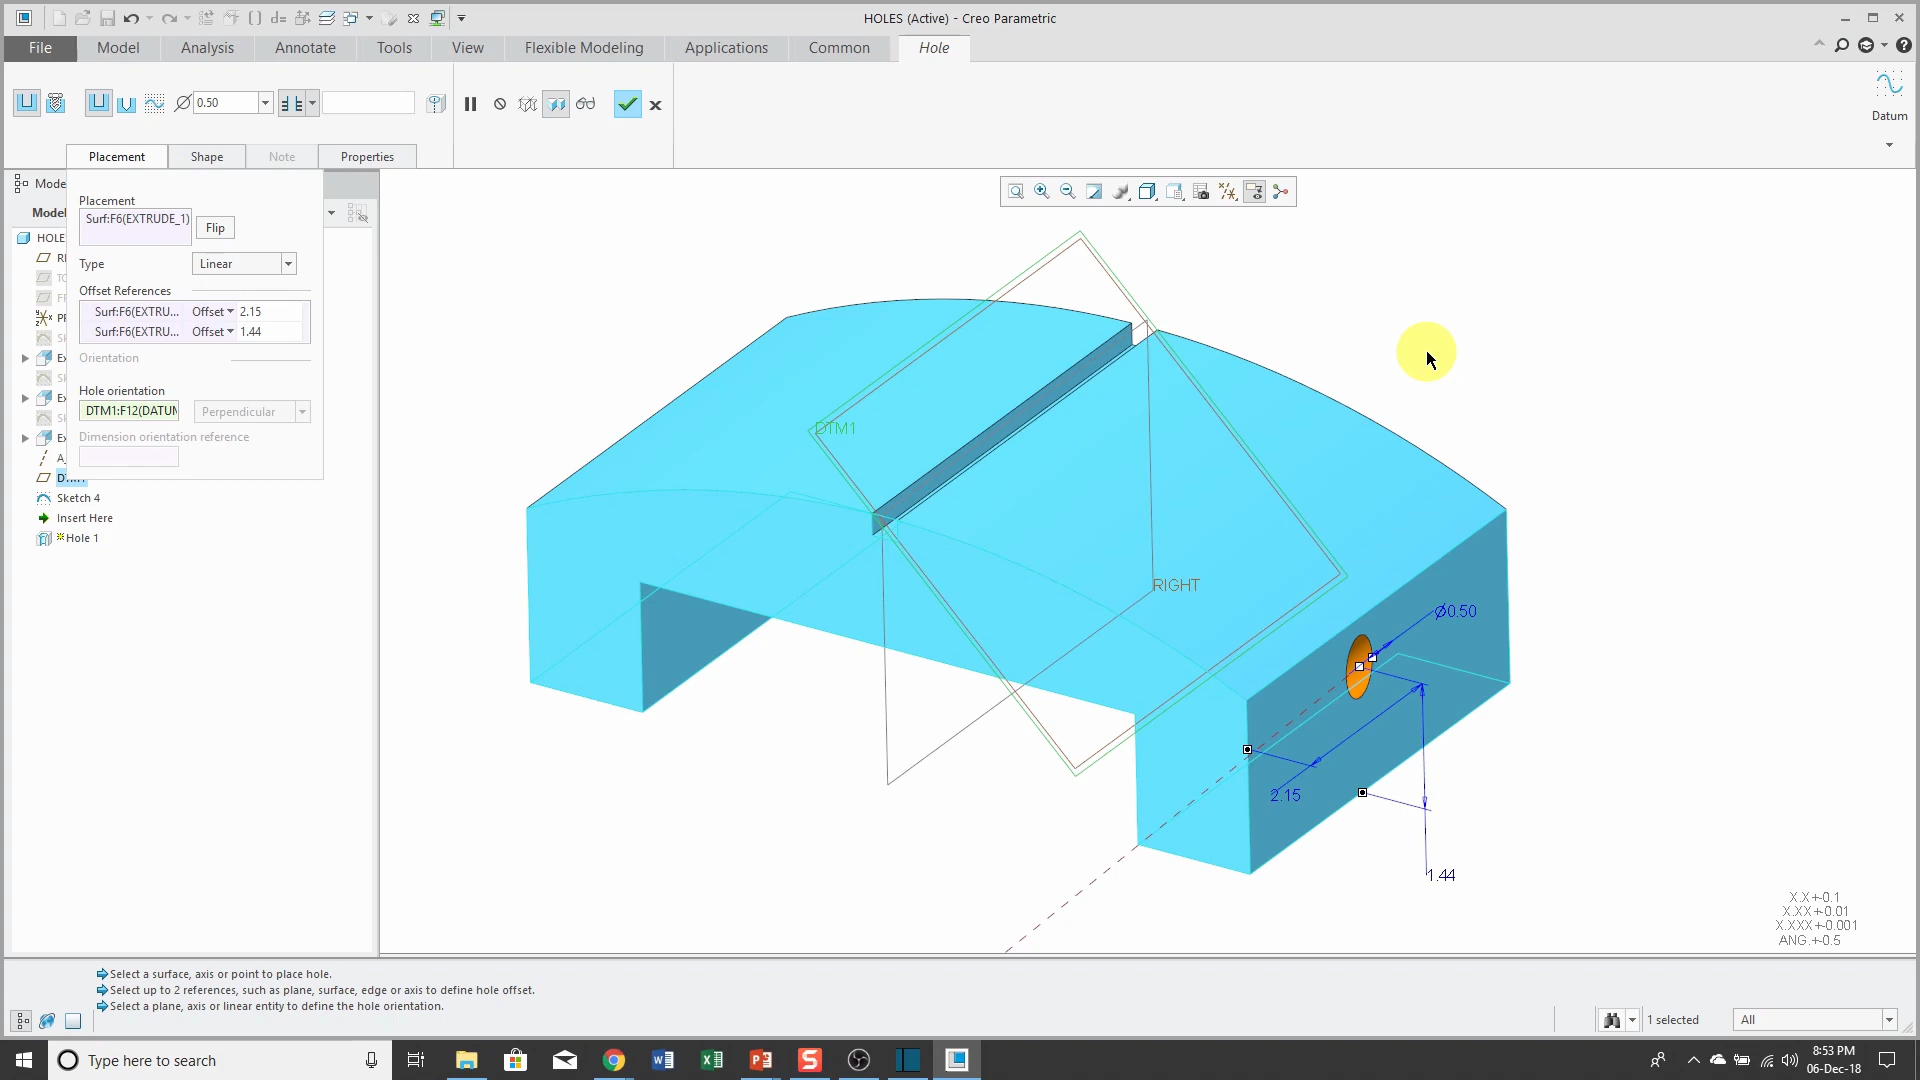 HOLES (Active) - Creo Parametric
File Model Analysis Annotate Tools View Flexible Modeling Applications Common Hole
0.50
Datum
Placement Shape Note Properties
Mode
Placement
Surf:F6(EXTRUDE_1)
Flip
Type Linear
Offset References
Surf:F6(EXTRU... Offset 2.15
Surf:F6(EXTRU... Offset 1.44
Orientation
Hole orientation
DTM1:F12(DATUM
Perpendicular
Dimension orientation reference
Model
HOLE
Sketch 4
Insert Here
Hole 1
DTM1
RIGHT
Ø0.50
2.15
1.44
X.X+-0.1
X.XX+-0.01
X.XXX+-0.001
ANG.+-0.5
Select a surface, axis or point to place hole.
Select up to 2 references, such as plane, surface, edge or axis to define hole offset.
Select a plane, axis or linear entity to define the hole orientation.
1 selected
All
Type here to search
8:53 PM
06-Dec-18